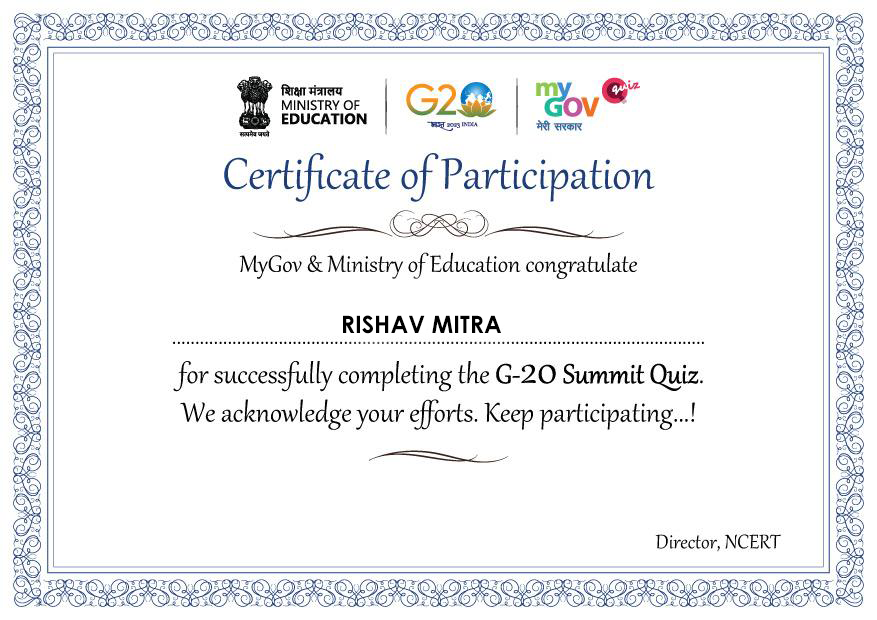 शिक्षा मंत्रालय
MINISTRY OF
EDUCATION
सत्यमेव जयते
G20
भारत 2023 INDIA
my
GOV
quiz
मेरी सरकार
Certificate of Participation
MyGov & Ministry of Education congratulate
RISHAV MITRA
for successfully completing the G-20 Summit Quiz.
We acknowledge your efforts. Keep participating...!
Director, NCERT